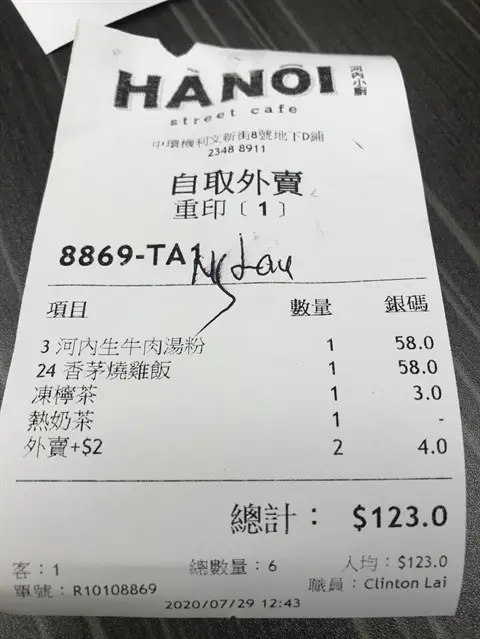 HÀNỘI
河內小廚
street cafe
中環機利文新街8號地下D鋪
2348 8911
自取外賣
重印〔1〕
8869-TA1
項目 數量 銀碼
3 河內生牛肉湯粉 1 58.0
24 香茅燒雞飯 1 58.0
凍檸茶 1 3.0
熱奶茶 1 -
外賣+$2 2 4.0
總計： $123.0
客：1 總數量：6 人均：$123.0
單號：R10108869 職員：Clinton Lai
2020/07/29 12:43